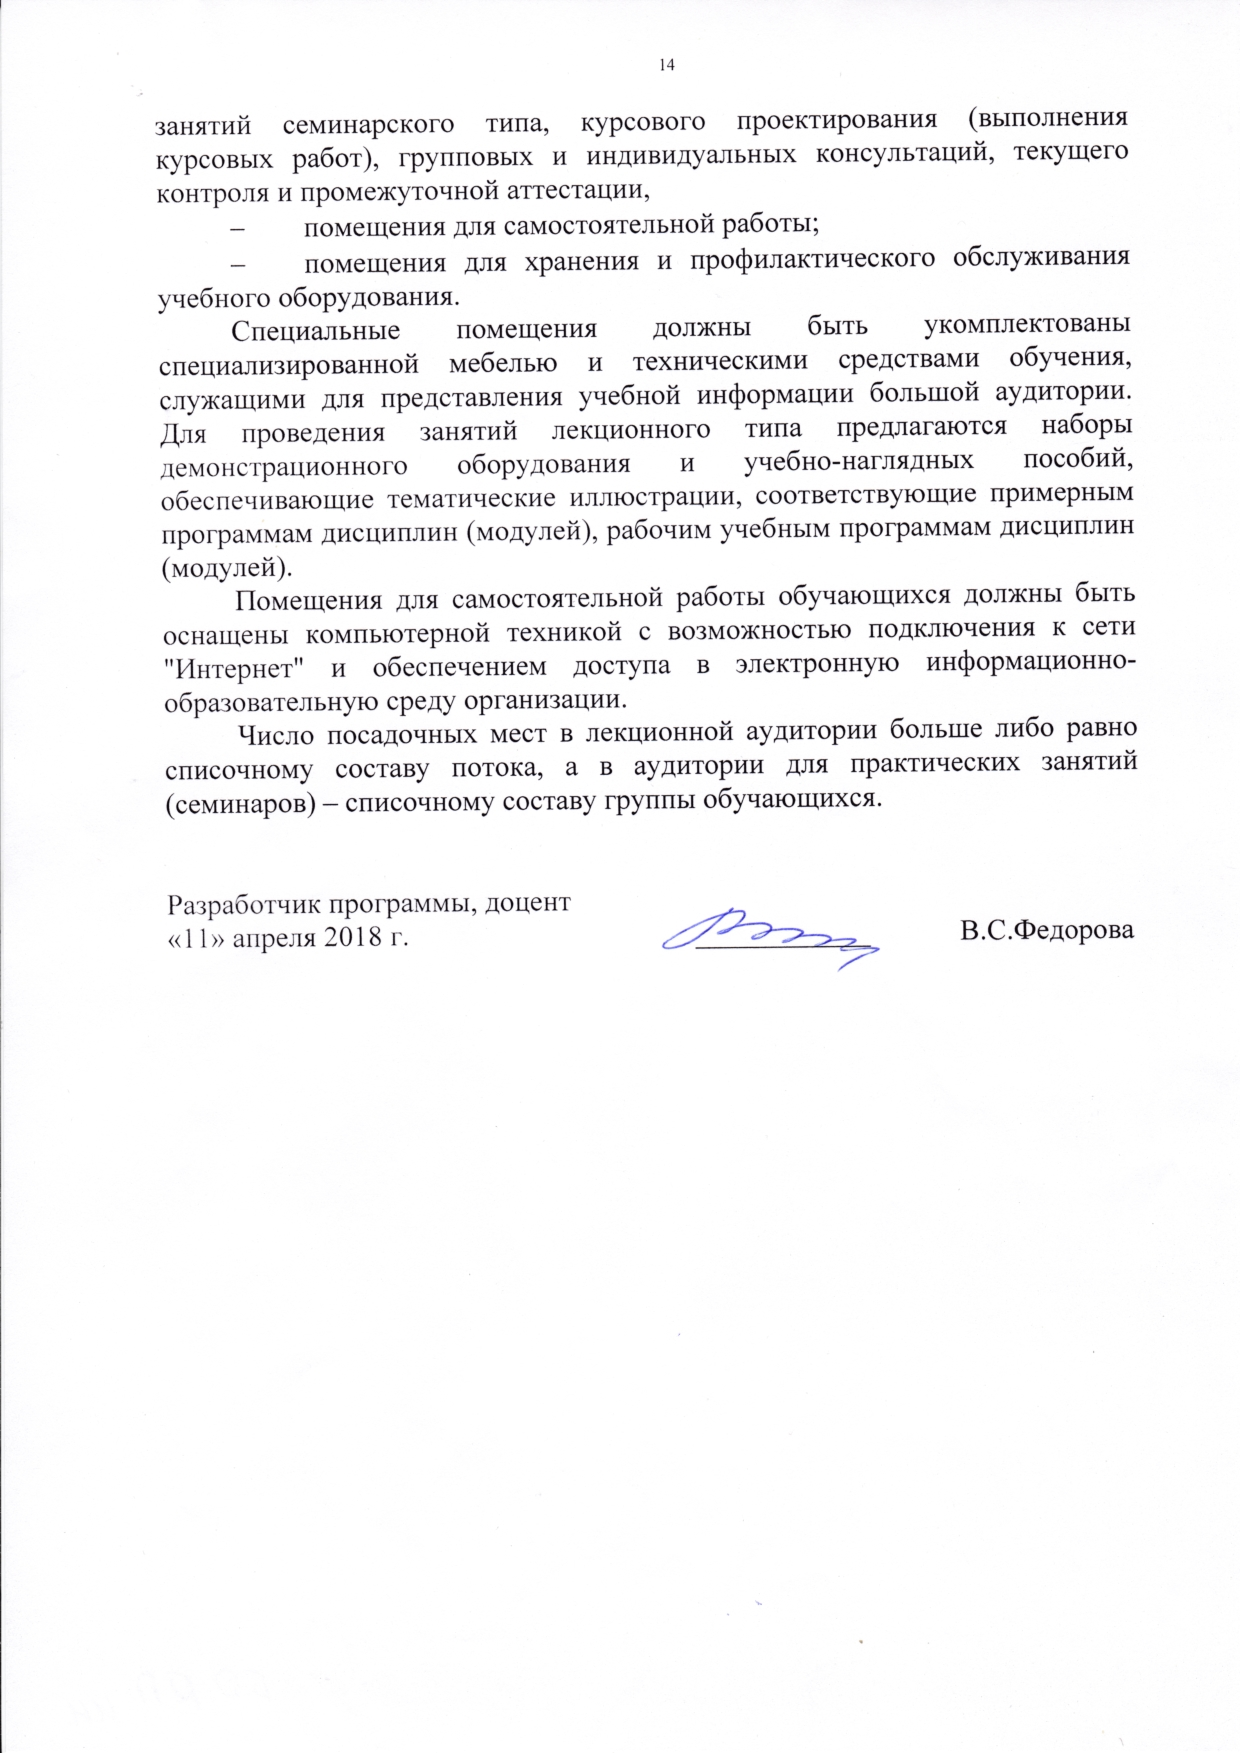 14
занятий семинарского типа, курсового проектирования (выполнения
курсовых работ), групповых и индивидуальных консультаций, текущего
контроля и промежуточной аттестации,
– помещения для самостоятельной работы;
– помещения для хранения и профилактического обслуживания
учебного оборудования.
Специальные помещения должны быть укомплектованы
специализированной мебелью и техническими средствами обучения,
служащими для представления учебной информации большой аудитории.
Для проведения занятий лекционного типа предлагаются наборы
демонстрационного оборудования и учебно-наглядных пособий,
обеспечивающие тематические иллюстрации, соответствующие примерным
программам дисциплин (модулей), рабочим учебным программам дисциплин
(модулей).
Помещения для самостоятельной работы обучающихся должны быть
оснащены компьютерной техникой с возможностью подключения к сети
"Интернет" и обеспечением доступа в электронную информационно-
образовательную среду организации.
Число посадочных мест в лекционной аудитории больше либо равно
списочному составу потока, а в аудитории для практических занятий
(семинаров) – списочному составу группы обучающихся.
Разработчик программы, доцент
«11» апреля 2018 г. В.С.Федорова